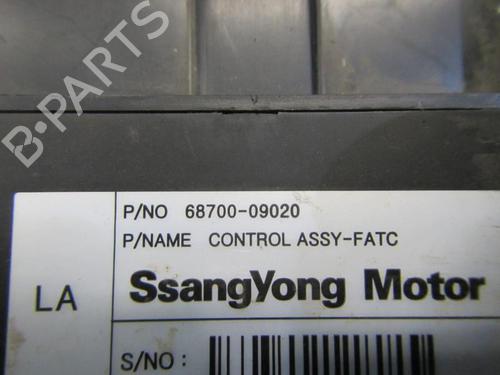 B-PARTS
P/NO 68700-09020
P/NAME CONTROL ASSY-FATC
LA
SsangYong Motor
S/NO :